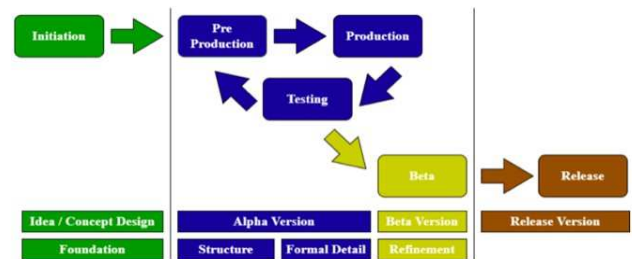 Initiation
Pre
Production
Production
Testing
Beta
Release
Idea / Concept Design
Alpha Version
Beta Version
Release Version
Foundation
Structure
Formal Detail
Refinement